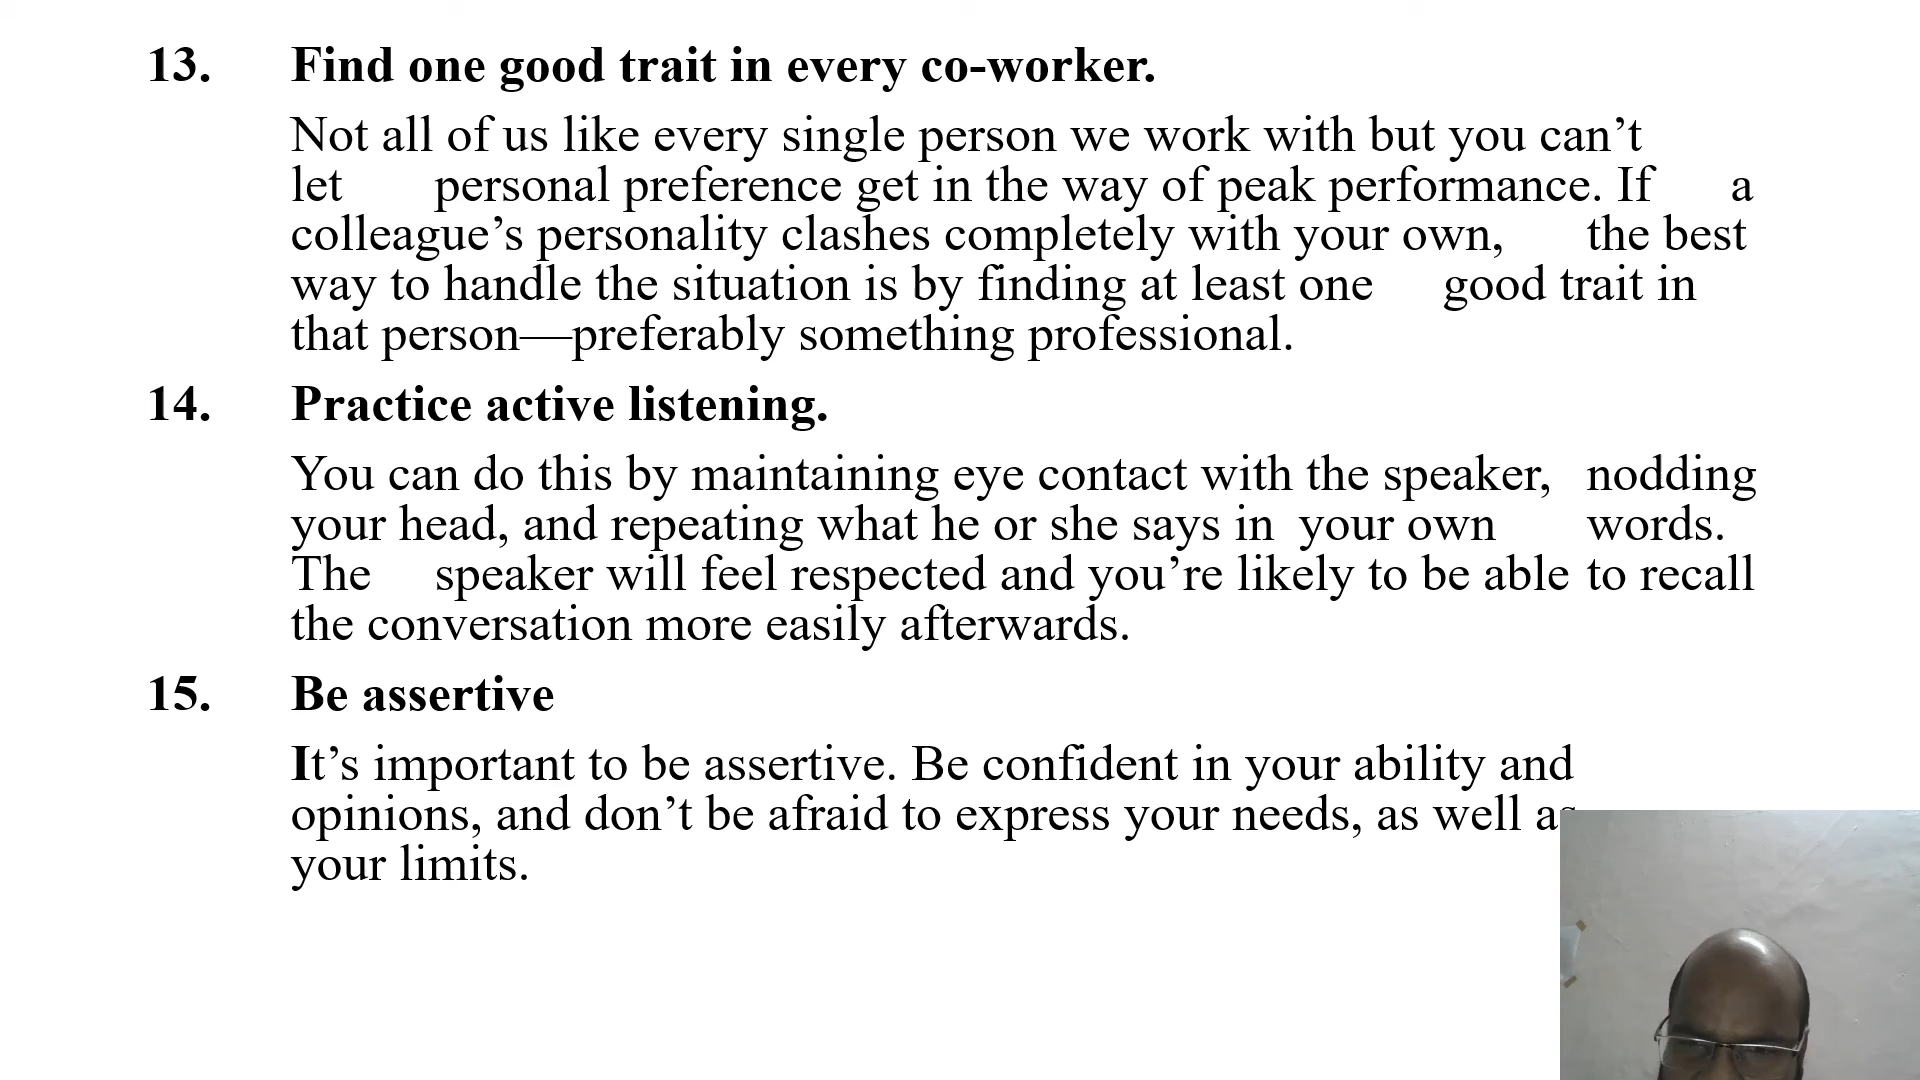 13. Find one good trait in every co-worker.
Not all of us like every single person we work with but you can’t
let personal preference get in the way of peak performance. If a
colleague’s personality clashes completely with your own, the best
way to handle the situation is by finding at least one good trait in
that person—preferably something professional.
14. Practice active listening.
You can do this by maintaining eye contact with the speaker, nodding
your head, and repeating what he or she says in your own words.
The speaker will feel respected and you’re likely to be able to recall
the conversation more easily afterwards.
15. Be assertive
It’s important to be assertive. Be confident in your ability and
opinions, and don’t be afraid to express your needs, as well as
your limits.